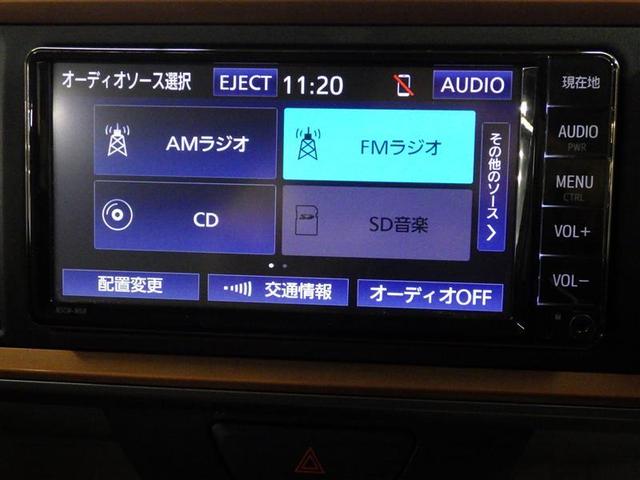 オーディオソース選択 EJECT 11:20 AUDIO
AMラジオ
FMラジオ
CD
SD音楽
その他のソース
配置変更
交通情報
オーディオOFF
現在地
AUDIO
PWR
MENU
CTRL
VOL+
VOL−